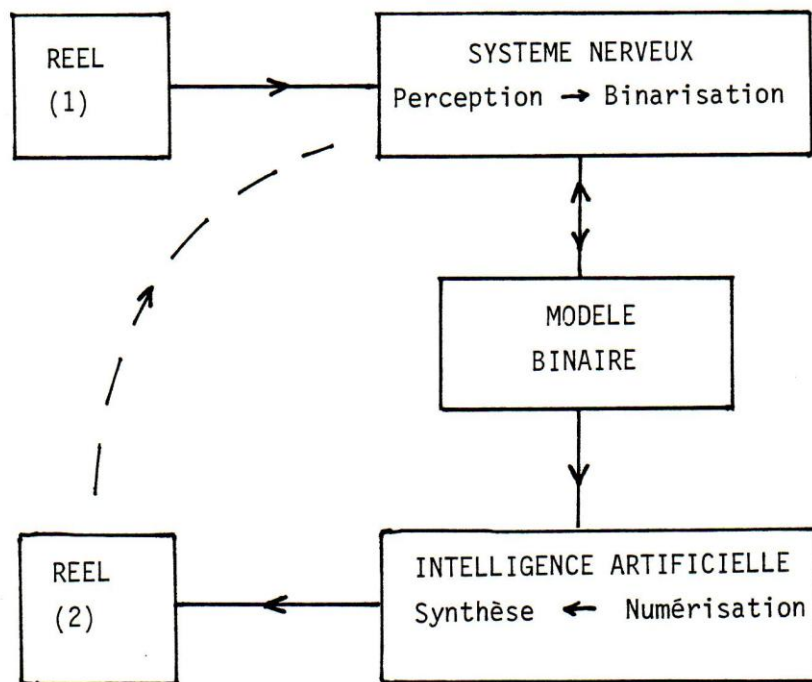 REEL
(1)
SYSTEME NERVEUX
Perception → Binarisation
MODELE
BINAIRE
INTELLIGENCE ARTIFICIELLE
Synthèse ← Numérisation
REEL
(2)